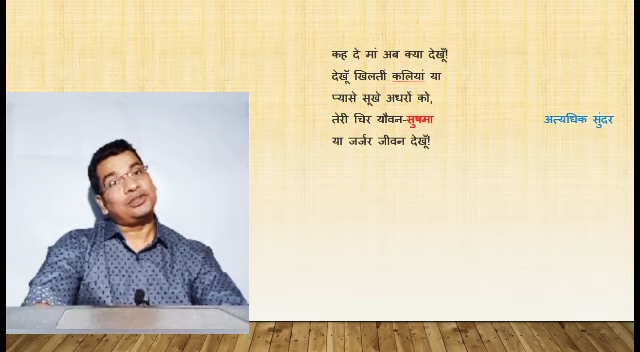 कह दे मां अब क्या देखूँ!
देखूँ खिलतीं कलियां या
प्यासे सूखे अधरों को,
तेरी चिर यौवन-सुषमा अत्यधिक सुंदर
या जर्जर जीवन देखूँ!